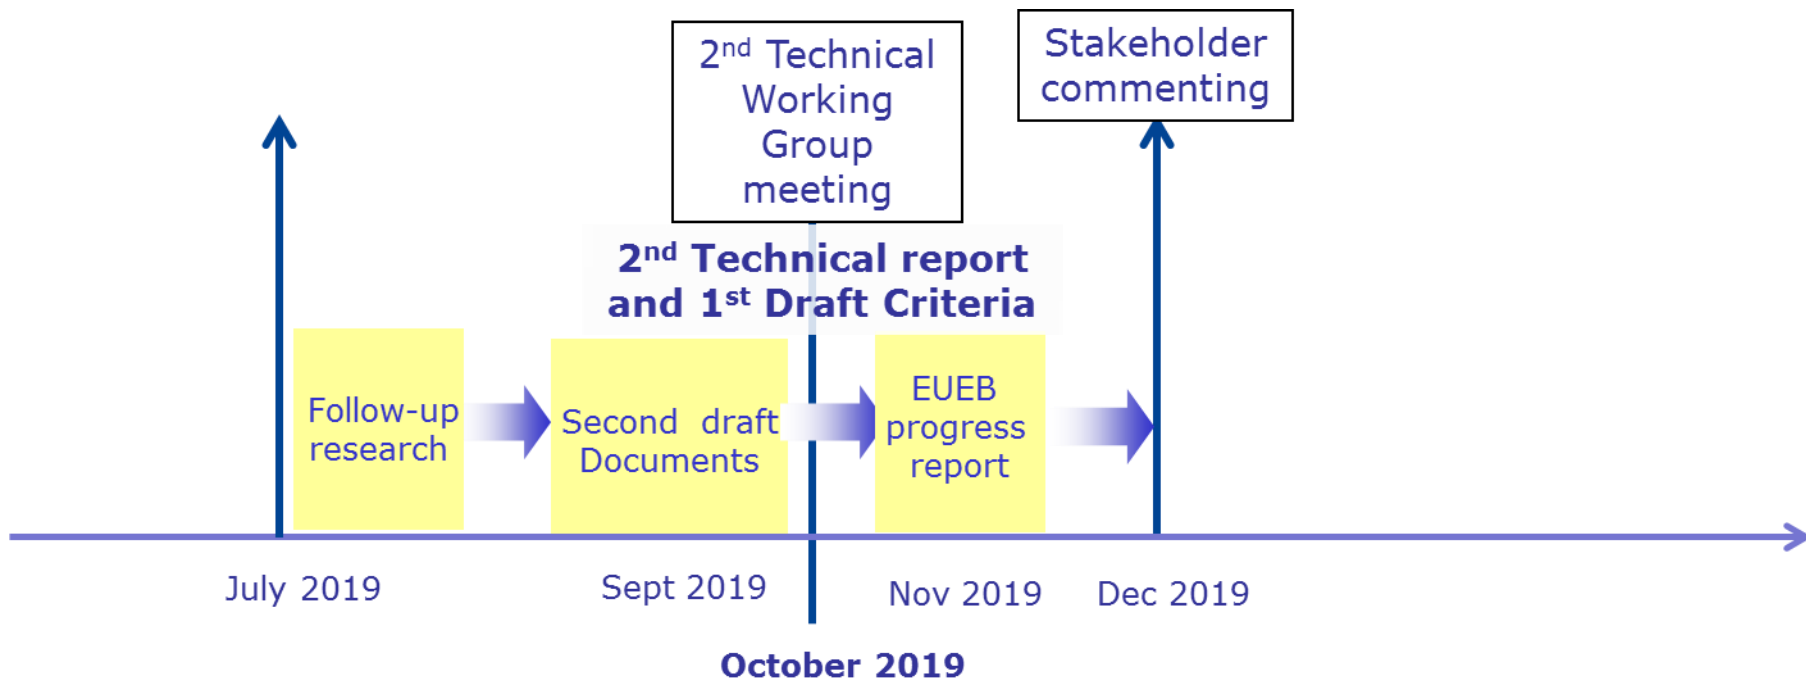 2nd Technical
Working
Group
meeting
Stakeholder
commenting
2nd Technical report
and 1st Draft Criteria
Follow-up
research
Second draft
Documents
EUEB
progress
report
July 2019
Sept 2019
Nov 2019
Dec 2019
October 2019